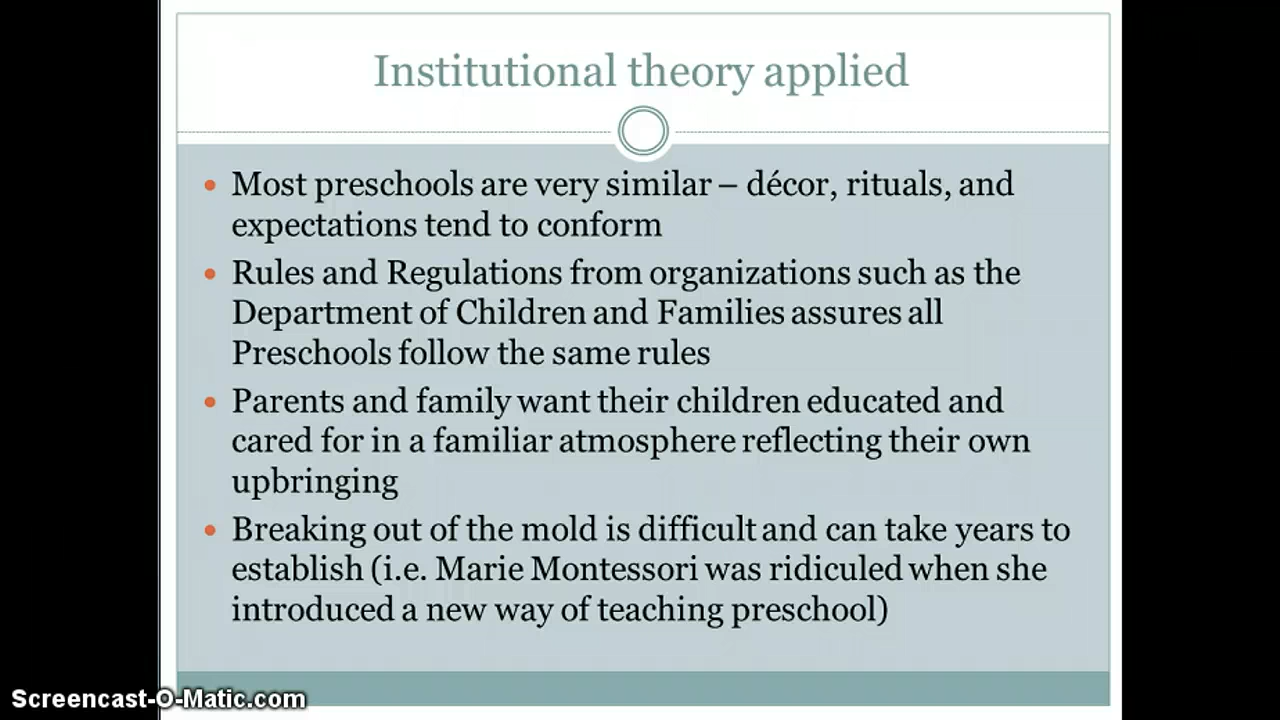 Institutional theory applied
• Most preschools are very similar – décor, rituals, and
expectations tend to conform
• Rules and Regulations from organizations such as the
Department of Children and Families assures all
Preschools follow the same rules
• Parents and family want their children educated and
cared for in a familiar atmosphere reflecting their own
upbringing
• Breaking out of the mold is difficult and can take years to
establish (i.e. Marie Montessori was ridiculed when she
introduced a new way of teaching preschool)
Screencast-O-Matic.com